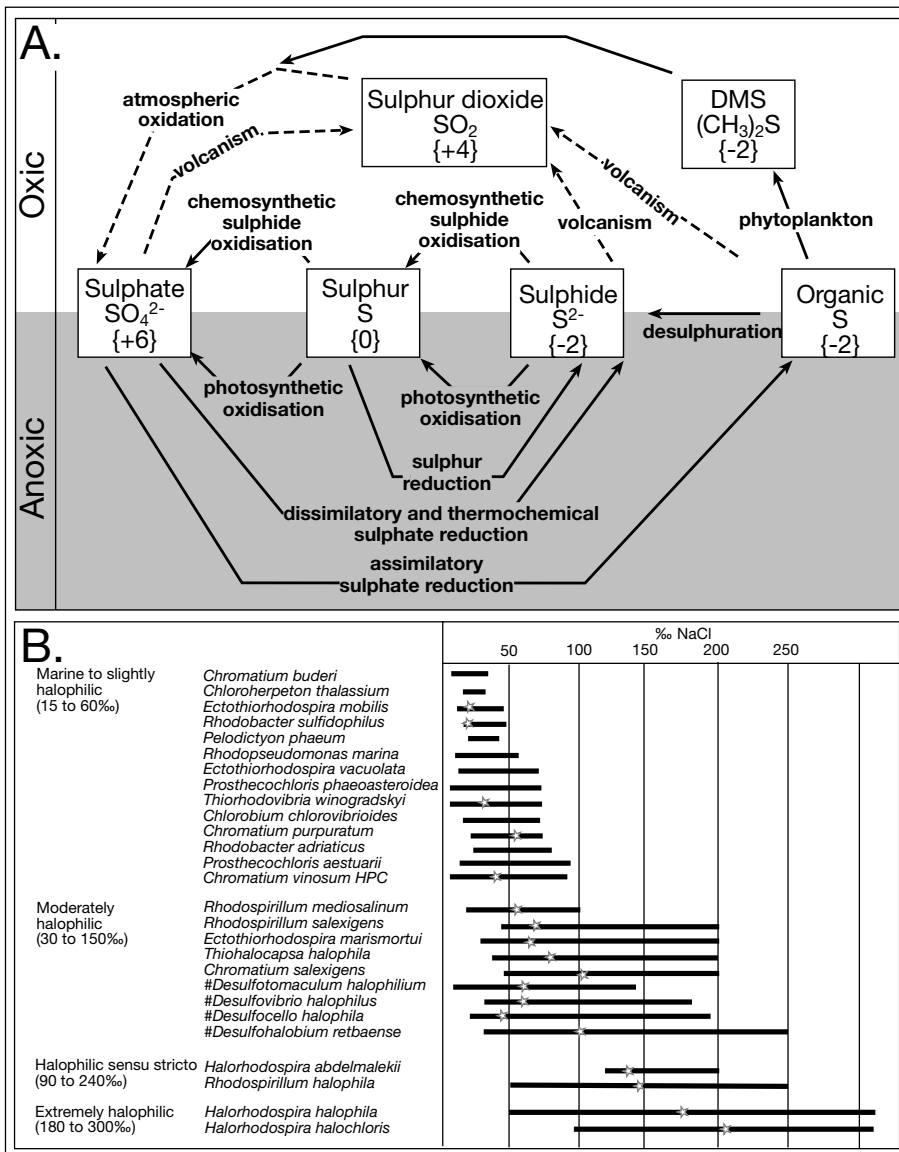 A.
Oxic
Anoxic
atmospheric
oxidation
volcanism
Sulphur dioxide
SO₂
{+4}
DMS
(CH₃)₂S
{-2}
volcanism
chemosynthetic
sulphide
oxidisation
chemosynthetic
sulphide
oxidisation
volcanism
phytoplankton
Sulphate
SO₄²⁻
{+6}
Sulphur
S
{0}
Sulphide
S²⁻
{-2}
Organic
S
{-2}
desulphuration
photosynthetic
oxidisation
photosynthetic
oxidisation
sulphur
reduction
dissimilatory and thermochemical
sulphate reduction
assimilatory
sulphate reduction
B.
‰ NaCl
50 100 150 200 250
Marine to slightly
halophilic
(15 to 60‰)
Chromatium buderi
Chloroherpeton thalassium
Ectothiorhodospira mobilis
Rhodobacter sulfidophilus
Pelodictyon phaeum
Rhodopseudomonas marina
Ectothiorhodospira vacuolata
Prosthecochloris phaeoasteroidea
Thiorhodovibria winogradskyi
Chlorobium chlorovibrioides
Chromatium purpuratum
Rhodobacter adriaticus
Prosthecochloris aestuarii
Chromatium vinosum HPC
Moderately
halophilic
(30 to 150‰)
Rhodospirillum mediosalinum
Rhodospirillum salexigens
Ectothiorhodospira marismortui
Thiohalocapsa halophila
Chromatium salexigens
#Desulfotomaculum halophilium
#Desulfovibrio halophilus
#Desulfocello halophila
#Desulfohalobium retbaense
Halophilic sensu stricto
(90 to 240‰)
Halorhodospira abdelmalekii
Rhodospirillum halophila
Extremely halophilic
(180 to 300‰)
Halorhodospira halophila
Halorhodospira halochloris